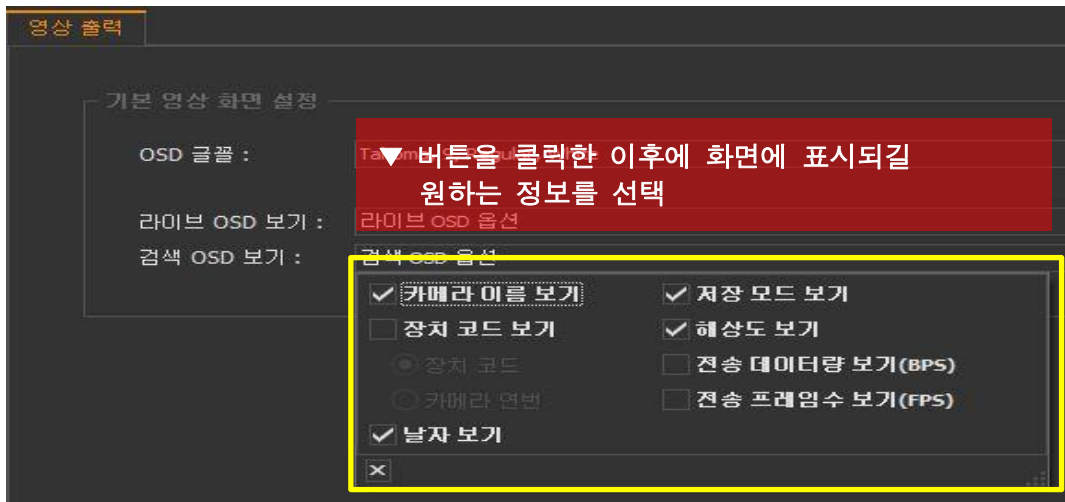 영상 출력
기본 영상 화면 설정
OSD 글꼴 :
▼ 버튼을 클릭한 이후에 화면에 표시되길
원하는 정보를 선택
라이브 OSD 보기 : 라이브 OSD 옵션
검색 OSD 보기 : 검색 OSD 옵션
카메라 이름 보기 저장 모드 보기
장치 코드 보기 해상도 보기
장치 코드 전송 데이터량 보기(BPS)
카메라 연번 전송 프레임수 보기(FPS)
날자 보기